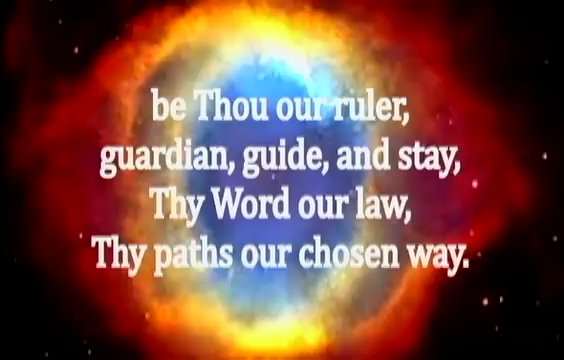 be Thou our ruler,
guardian, guide, and stay,
Thy Word our law,
Thy paths our chosen way.